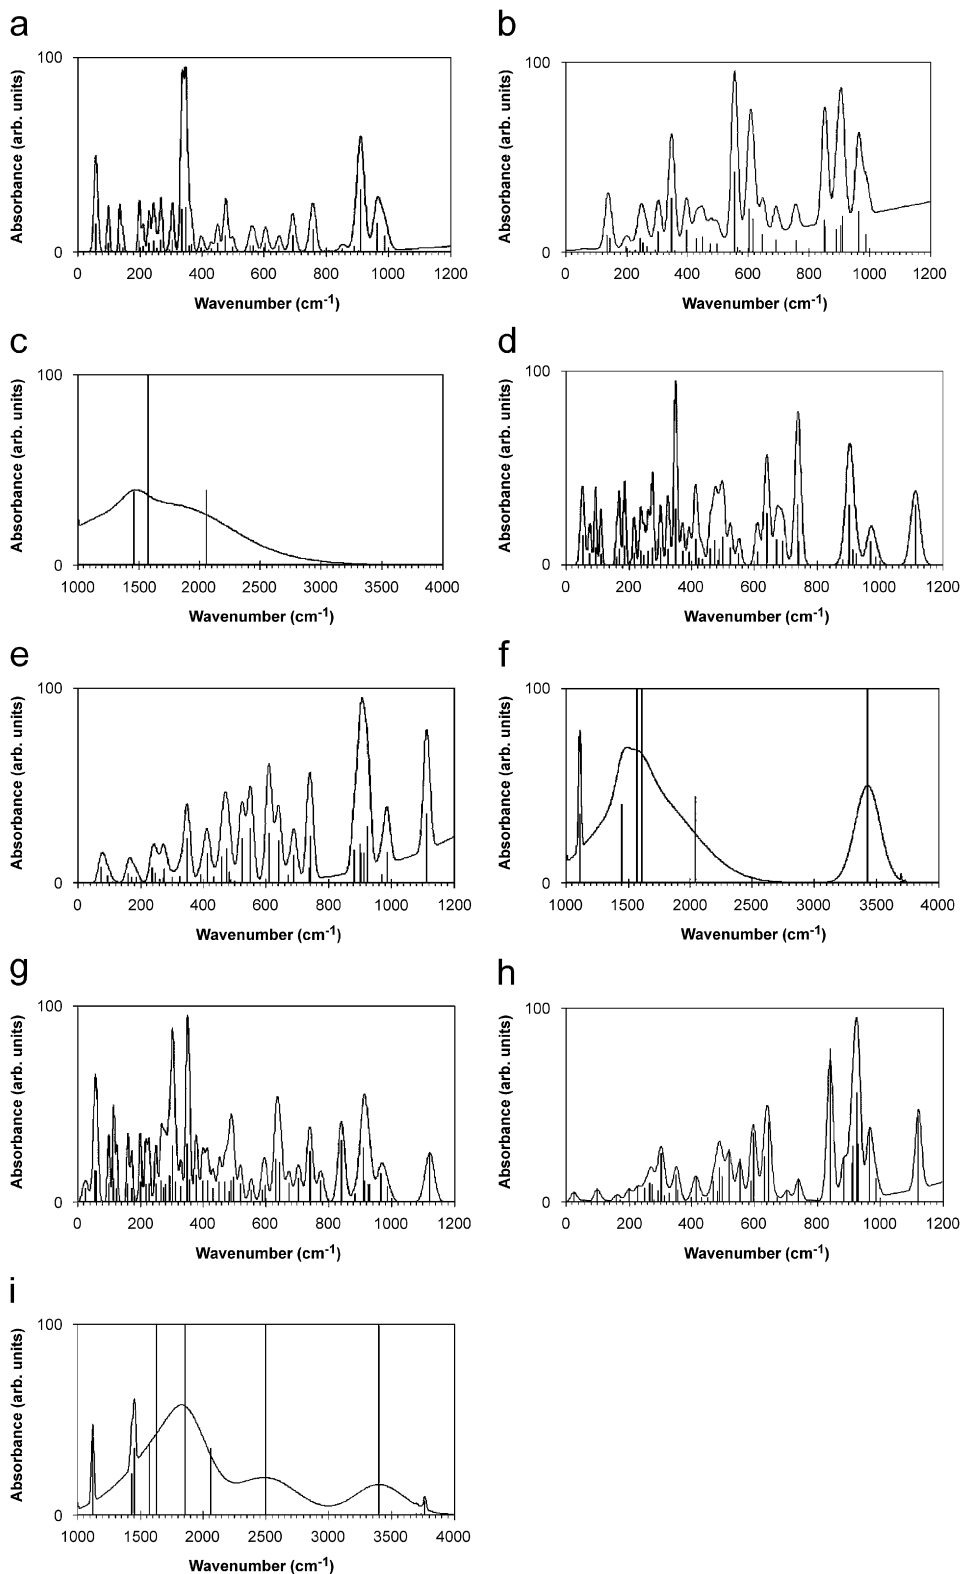 a
b
100
0
0 200 400 600 800 1000 1200
Absorbance (arb. units)
Wavenumber (cm-1)
100
0
0 200 400 600 800 1000 1200
Absorbance (arb. units)
Wavenumber (cm-1)
c
d
100
0
1000 1500 2000 2500 3000 3500 4000
Absorbance (arb. units)
Wavenumber (cm-1)
100
0
0 200 400 600 800 1000 1200
Absorbance (arb. units)
Wavenumber (cm-1)
e
f
100
0
0 200 400 600 800 1000 1200
Absorbance (arb. units)
Wavenumber (cm-1)
100
0
1000 1500 2000 2500 3000 3500 4000
Absorbance (arb. units)
Wavenumber (cm-1)
g
h
100
0
0 200 400 600 800 1000 1200
Absorbance (arb. units)
Wavenumber (cm-1)
100
0
0 200 400 600 800 1000 1200
Absorbance (arb. units)
Wavenumber (cm-1)
i
100
0
1000 1500 2000 2500 3000 3500 4000
Absorbance (arb. units)
Wavenumber (cm-1)